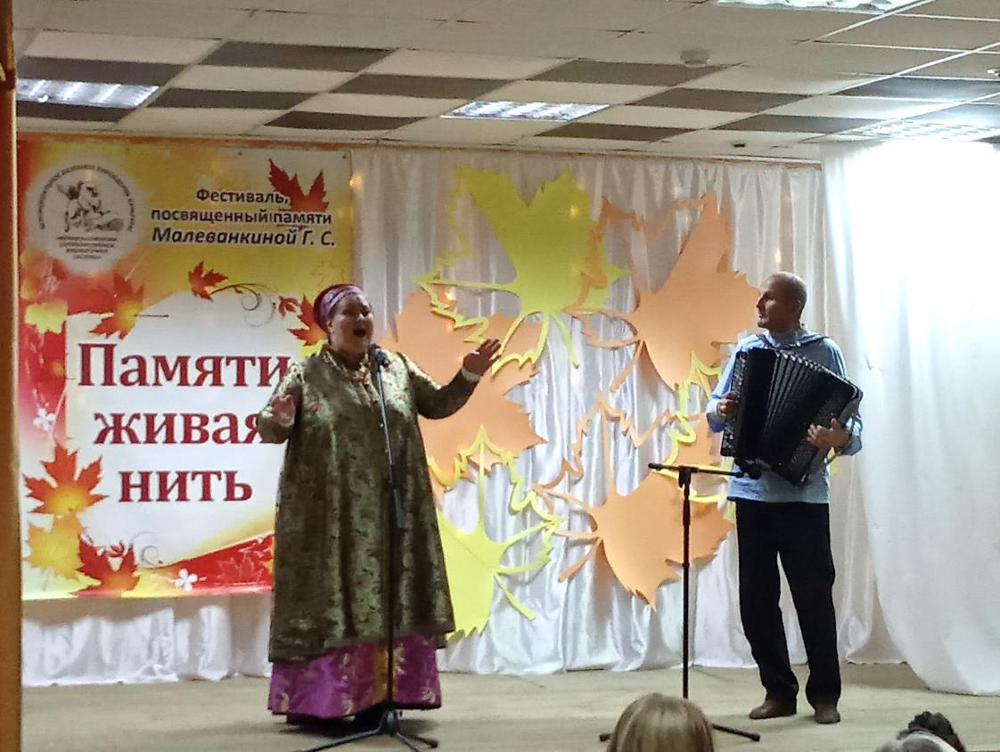 Фестиваль,
посвященный памяти
Малеванкиной Г. С.
Памяти
живая
нить